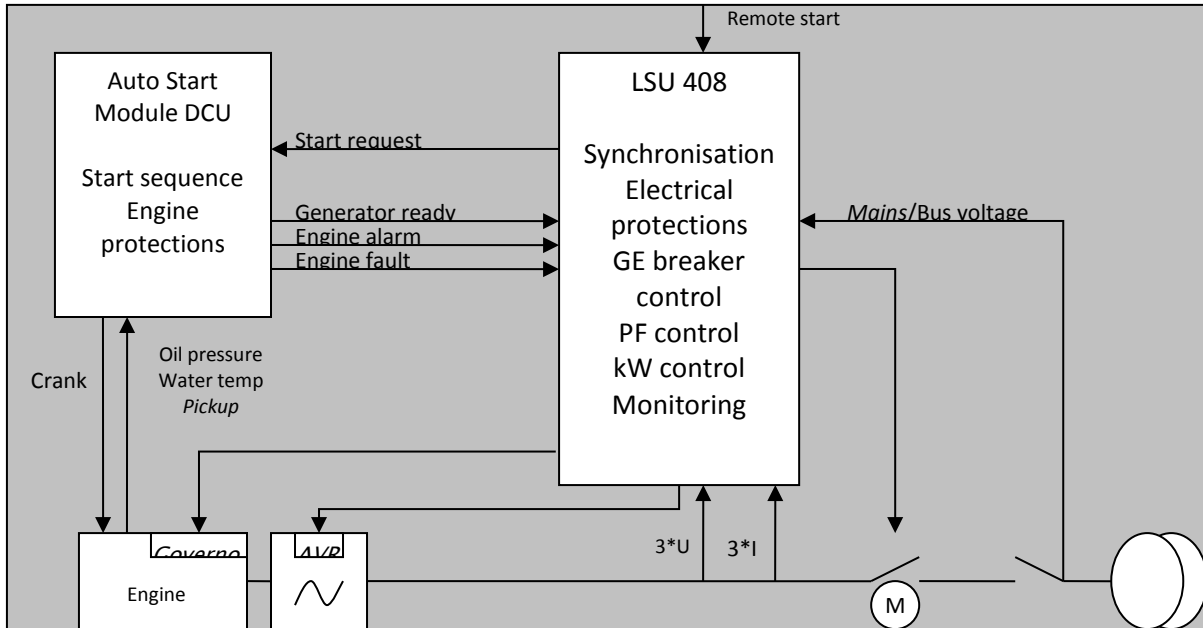 Remote start
Auto Start
Module DCU
Start sequence
Engine
protections
LSU 408
Synchronisation
Electrical
protections
GE breaker
control
PF control
kW control
Monitoring
Start request
Generator ready
Engine alarm
Engine fault
Mains/Bus voltage
Crank
Oil pressure
Water temp
Pickup
Governo
AVR
3*U
3*I
Engine
M